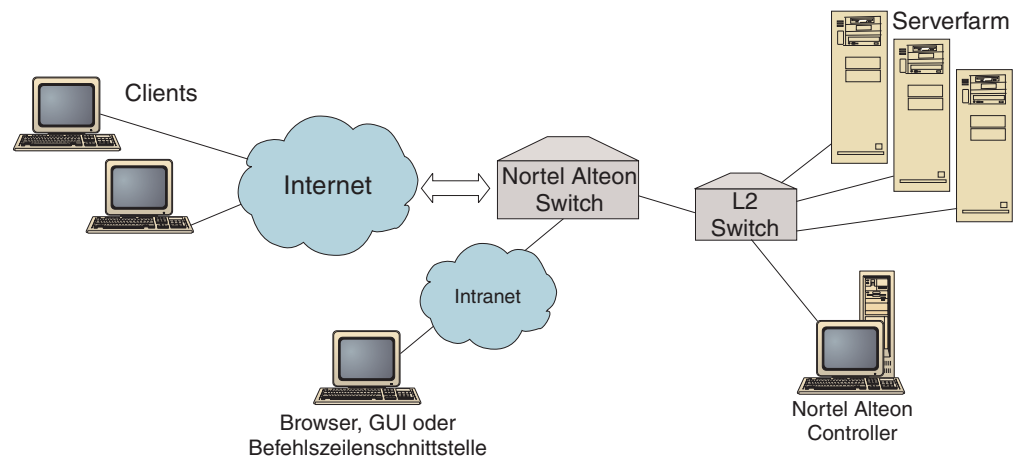 Serverfarm
Clients
Internet
Nortel Alteon
Switch
L2
Switch
Intranet
Browser, GUI oder
Befehlszeilenschnittstelle
Nortel Alteon
Controller